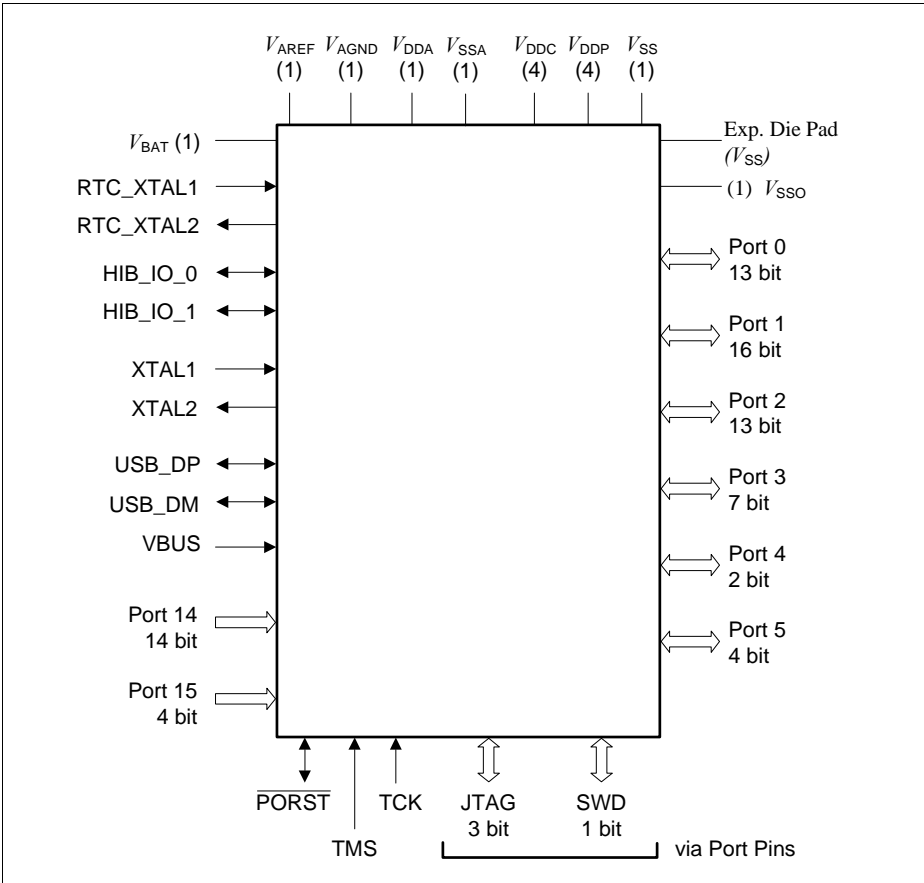 VAREF VAGND VDDA VSSA VDDC VDDP VSS
(1) (1) (1) (1) (4) (4) (1)
VBAT (1)
RTC_XTAL1
RTC_XTAL2
HIB_IO_0
HIB_IO_1
XTAL1
XTAL2
USB_DP
USB_DM
VBUS
Port 14
14 bit
Port 15
4 bit
Exp. Die Pad
(VSS)
(1) VSSO
Port 0
13 bit
Port 1
16 bit
Port 2
13 bit
Port 3
7 bit
Port 4
2 bit
Port 5
4 bit
PORST
TMS
TCK
JTAG
3 bit
SWD
1 bit
via Port Pins